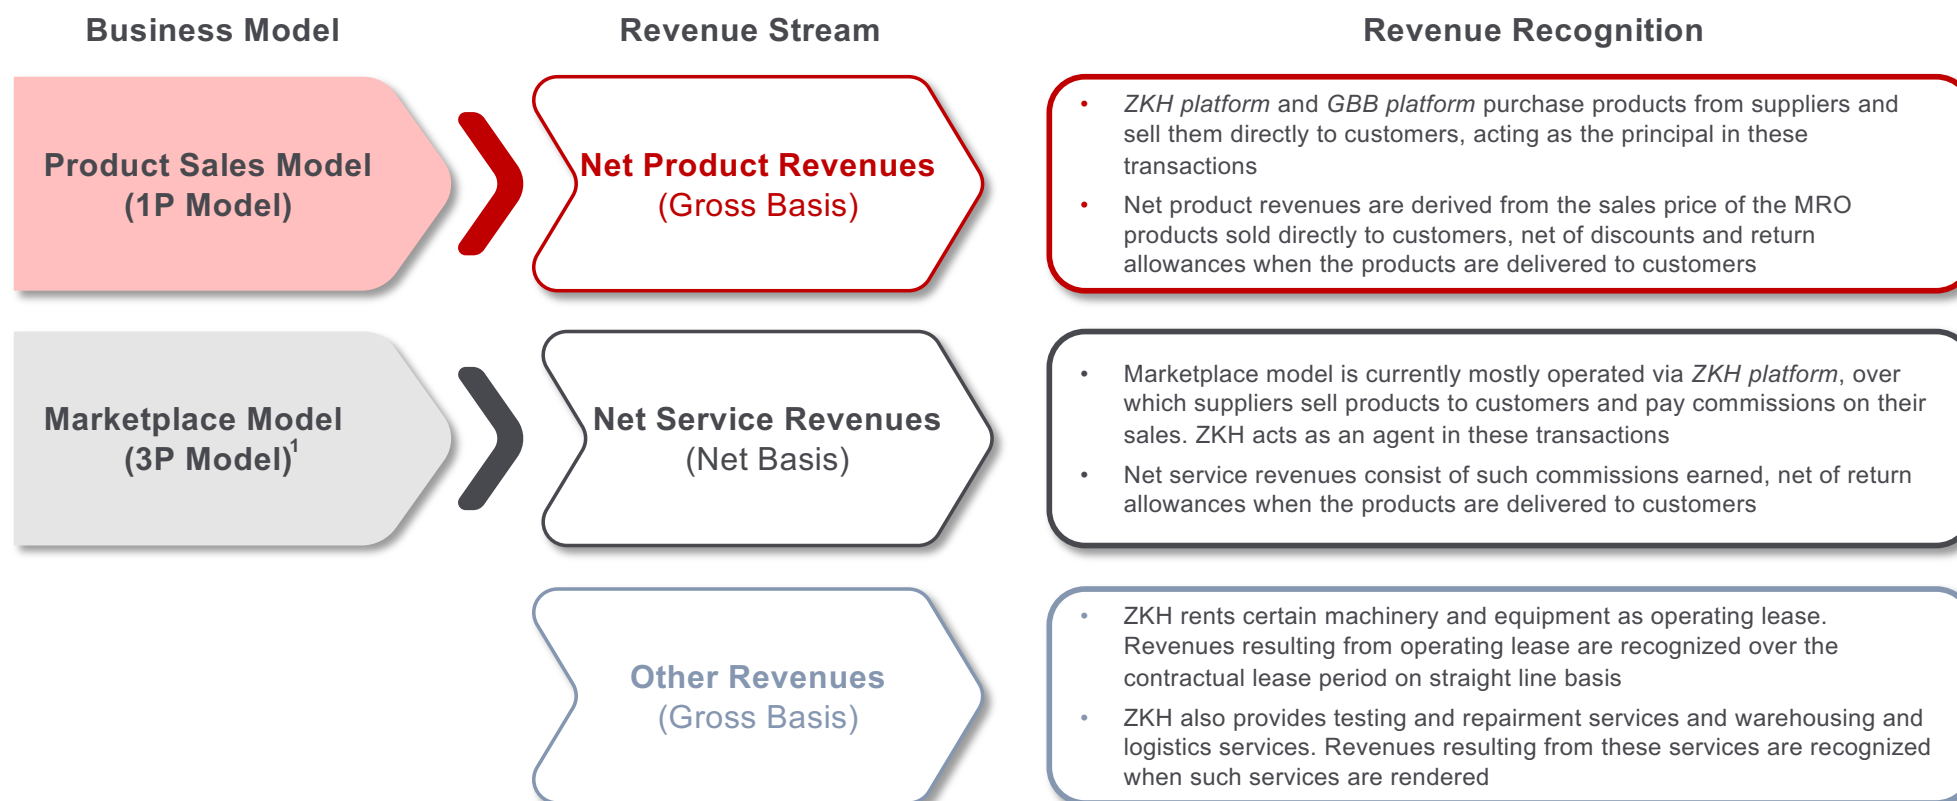 Business Model
Revenue Stream
Revenue Recognition
Product Sales Model
(1P Model)
Net Product Revenues
(Gross Basis)
• ZKH platform and GBB platform purchase products from suppliers and
sell them directly to customers, acting as the principal in these
transactions
• Net product revenues are derived from the sales price of the MRO
products sold directly to customers, net of discounts and return
allowances when the products are delivered to customers
Marketplace Model
(3P Model)1
Net Service Revenues
(Net Basis)
• Marketplace model is currently mostly operated via ZKH platform, over
which suppliers sell products to customers and pay commissions on their
sales. ZKH acts as an agent in these transactions
• Net service revenues consist of such commissions earned, net of return
allowances when the products are delivered to customers
Other Revenues
(Gross Basis)
• ZKH rents certain machinery and equipment as operating lease.
Revenues resulting from operating lease are recognized over the
contractual lease period on straight line basis
• ZKH also provides testing and repairment services and warehousing and
logistics services. Revenues resulting from these services are recognized
when such services are rendered